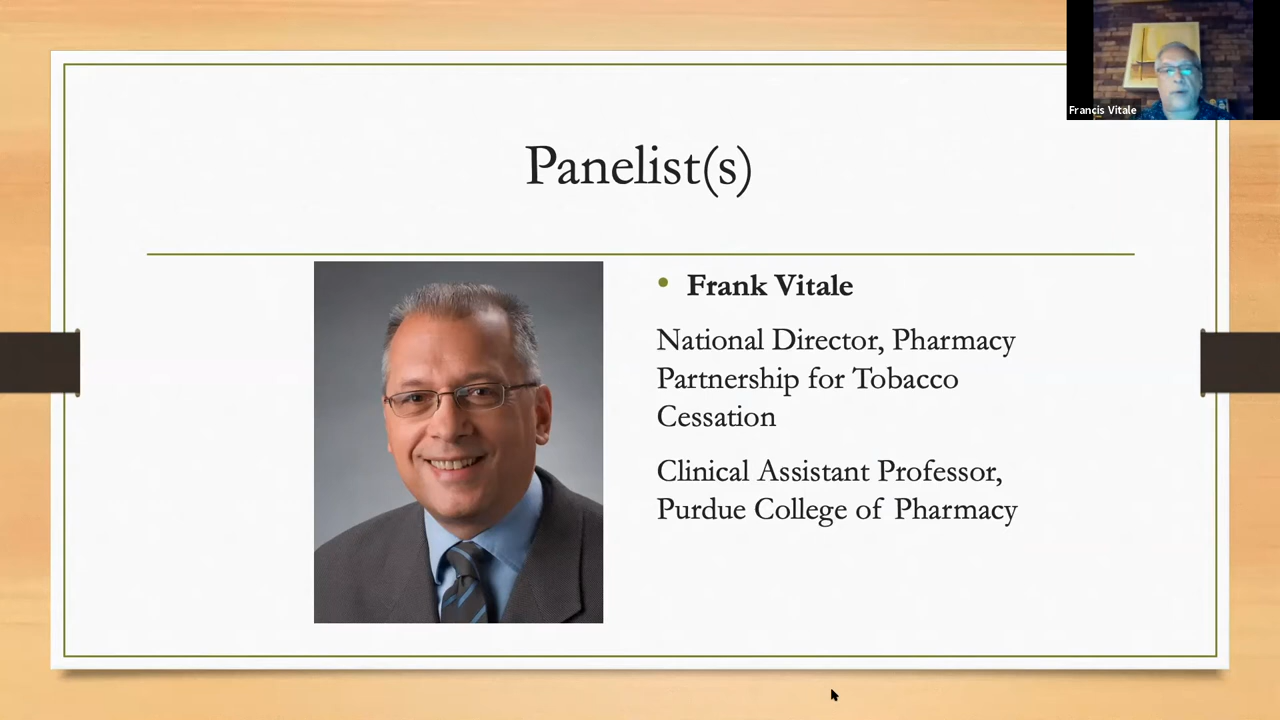 Francis Vitale
Panelist(s)
Frank Vitale
National Director, Pharmacy
Partnership for Tobacco
Cessation
Clinical Assistant Professor,
Purdue College of Pharmacy